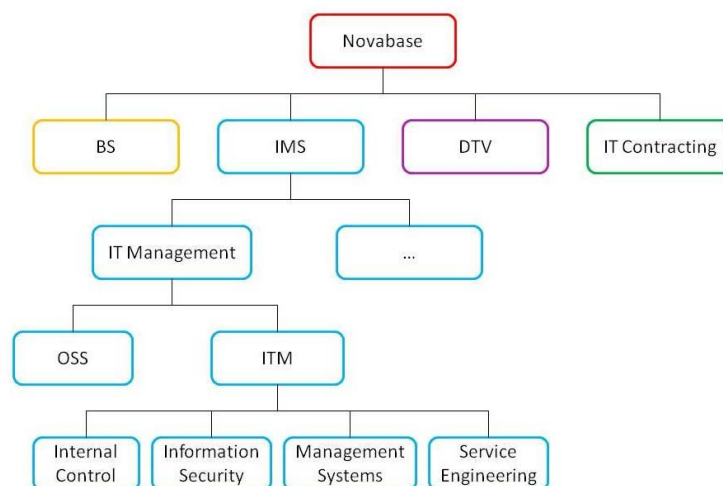 Novabase
BS
IMS
DTV
IT Contracting
IT Management
...
OSS
ITM
Internal
Control
Information
Security
Management
Systems
Service
Engineering